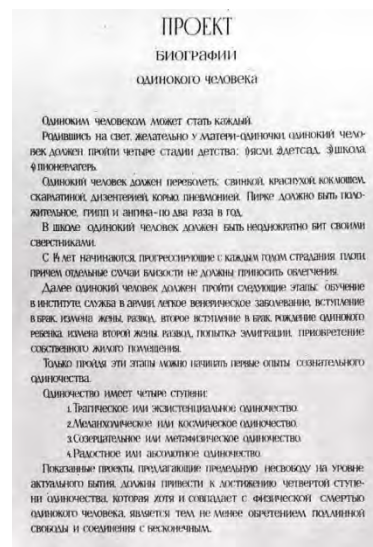 ПРОЕКТ
БИОГРАФИИ
ОДИНОКОГО ЧЕЛОВЕКА
Одиноким человеком может стать каждый.
Родившись на свет, желательно у матери-одиночки, одинокий чело-
век должен пройти четыре стадии детства: 1)ясли, 2)детсад, 3)школа,
4)пионерлагерь.
Одинокий человек должен переболеть: свинкой, краснухой, коклюшем,
скарлатиной, дизентерией, корью, пневмонией. Пирке должно быть поло-
жительное, грипп и ангина-по два раза в год.
В школе одинокий человек должен быть неоднократно бит своими
сверстниками.
С 14 лет начинаются, прогрессирующие с каждым годом страдания плоти
причем отдельные случаи близости не должны приносить облегчения.
Далее одинокий человек должен пройти следующие этапы: обучение
в институте, служба в армии, легкое венерическое заболевание, вступление
в брак, измена жены, развод, второе вступление в брак, рождение одинокого
ребенка, измена второй жены, развод, попытка эмиграции, приобретение
собственного жилого помещения.
Только пройдя эти этапы можно начинать первые опыты сознательного
одиночества.
Одиночество имеет четыре ступени:
1.Трагическое или экзистенциальное одиночество.
2.Меланхолическое или космическое одиночество.
3.Созерцательное или метафизическое одиночество.
4.Радостное или абсолютное одиночество.
Показанные проекты, предлагающие предельную несвободу на уровне
актуального бытия, должны привести к достижению четвертой ступе-
ни одиночества, которая хотя и совпадает с физической смертью
одинокого человека, является тем не менее обретением подлинной
свободы и соединения с бесконечным.